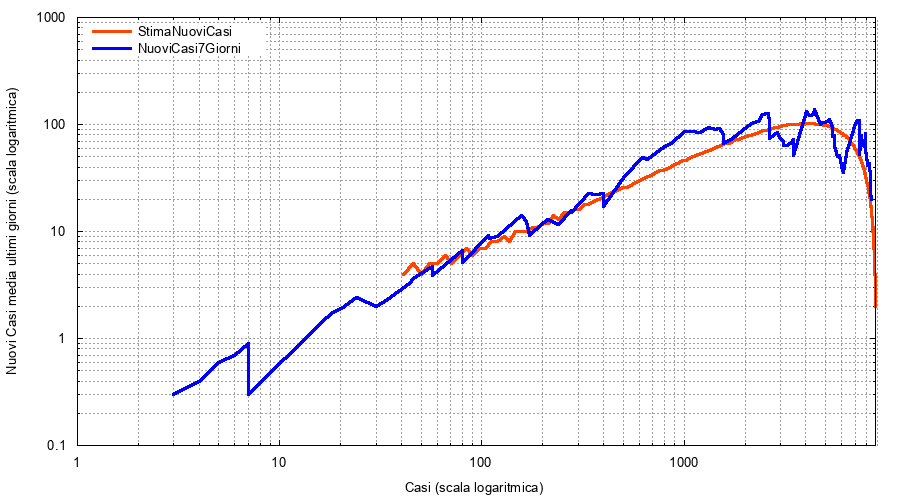 1000
StimaNuoviCasi
NuoviCasi7Giorni
100
10
1
0.1
Nuovi Casi media ultimi giorni (scala logaritmica)
1 10 100 1000
Casi (scala logaritmica)